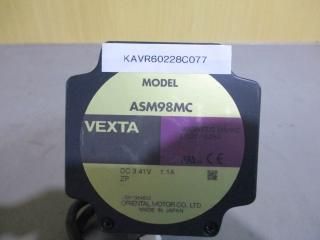 KAVR60228C077
MODEL
ASM98MC
VEXTA
DC 3.41V 1.1A
ZP
ORIENTAL MOTOR CO. LTD.
MADE IN JAPAN